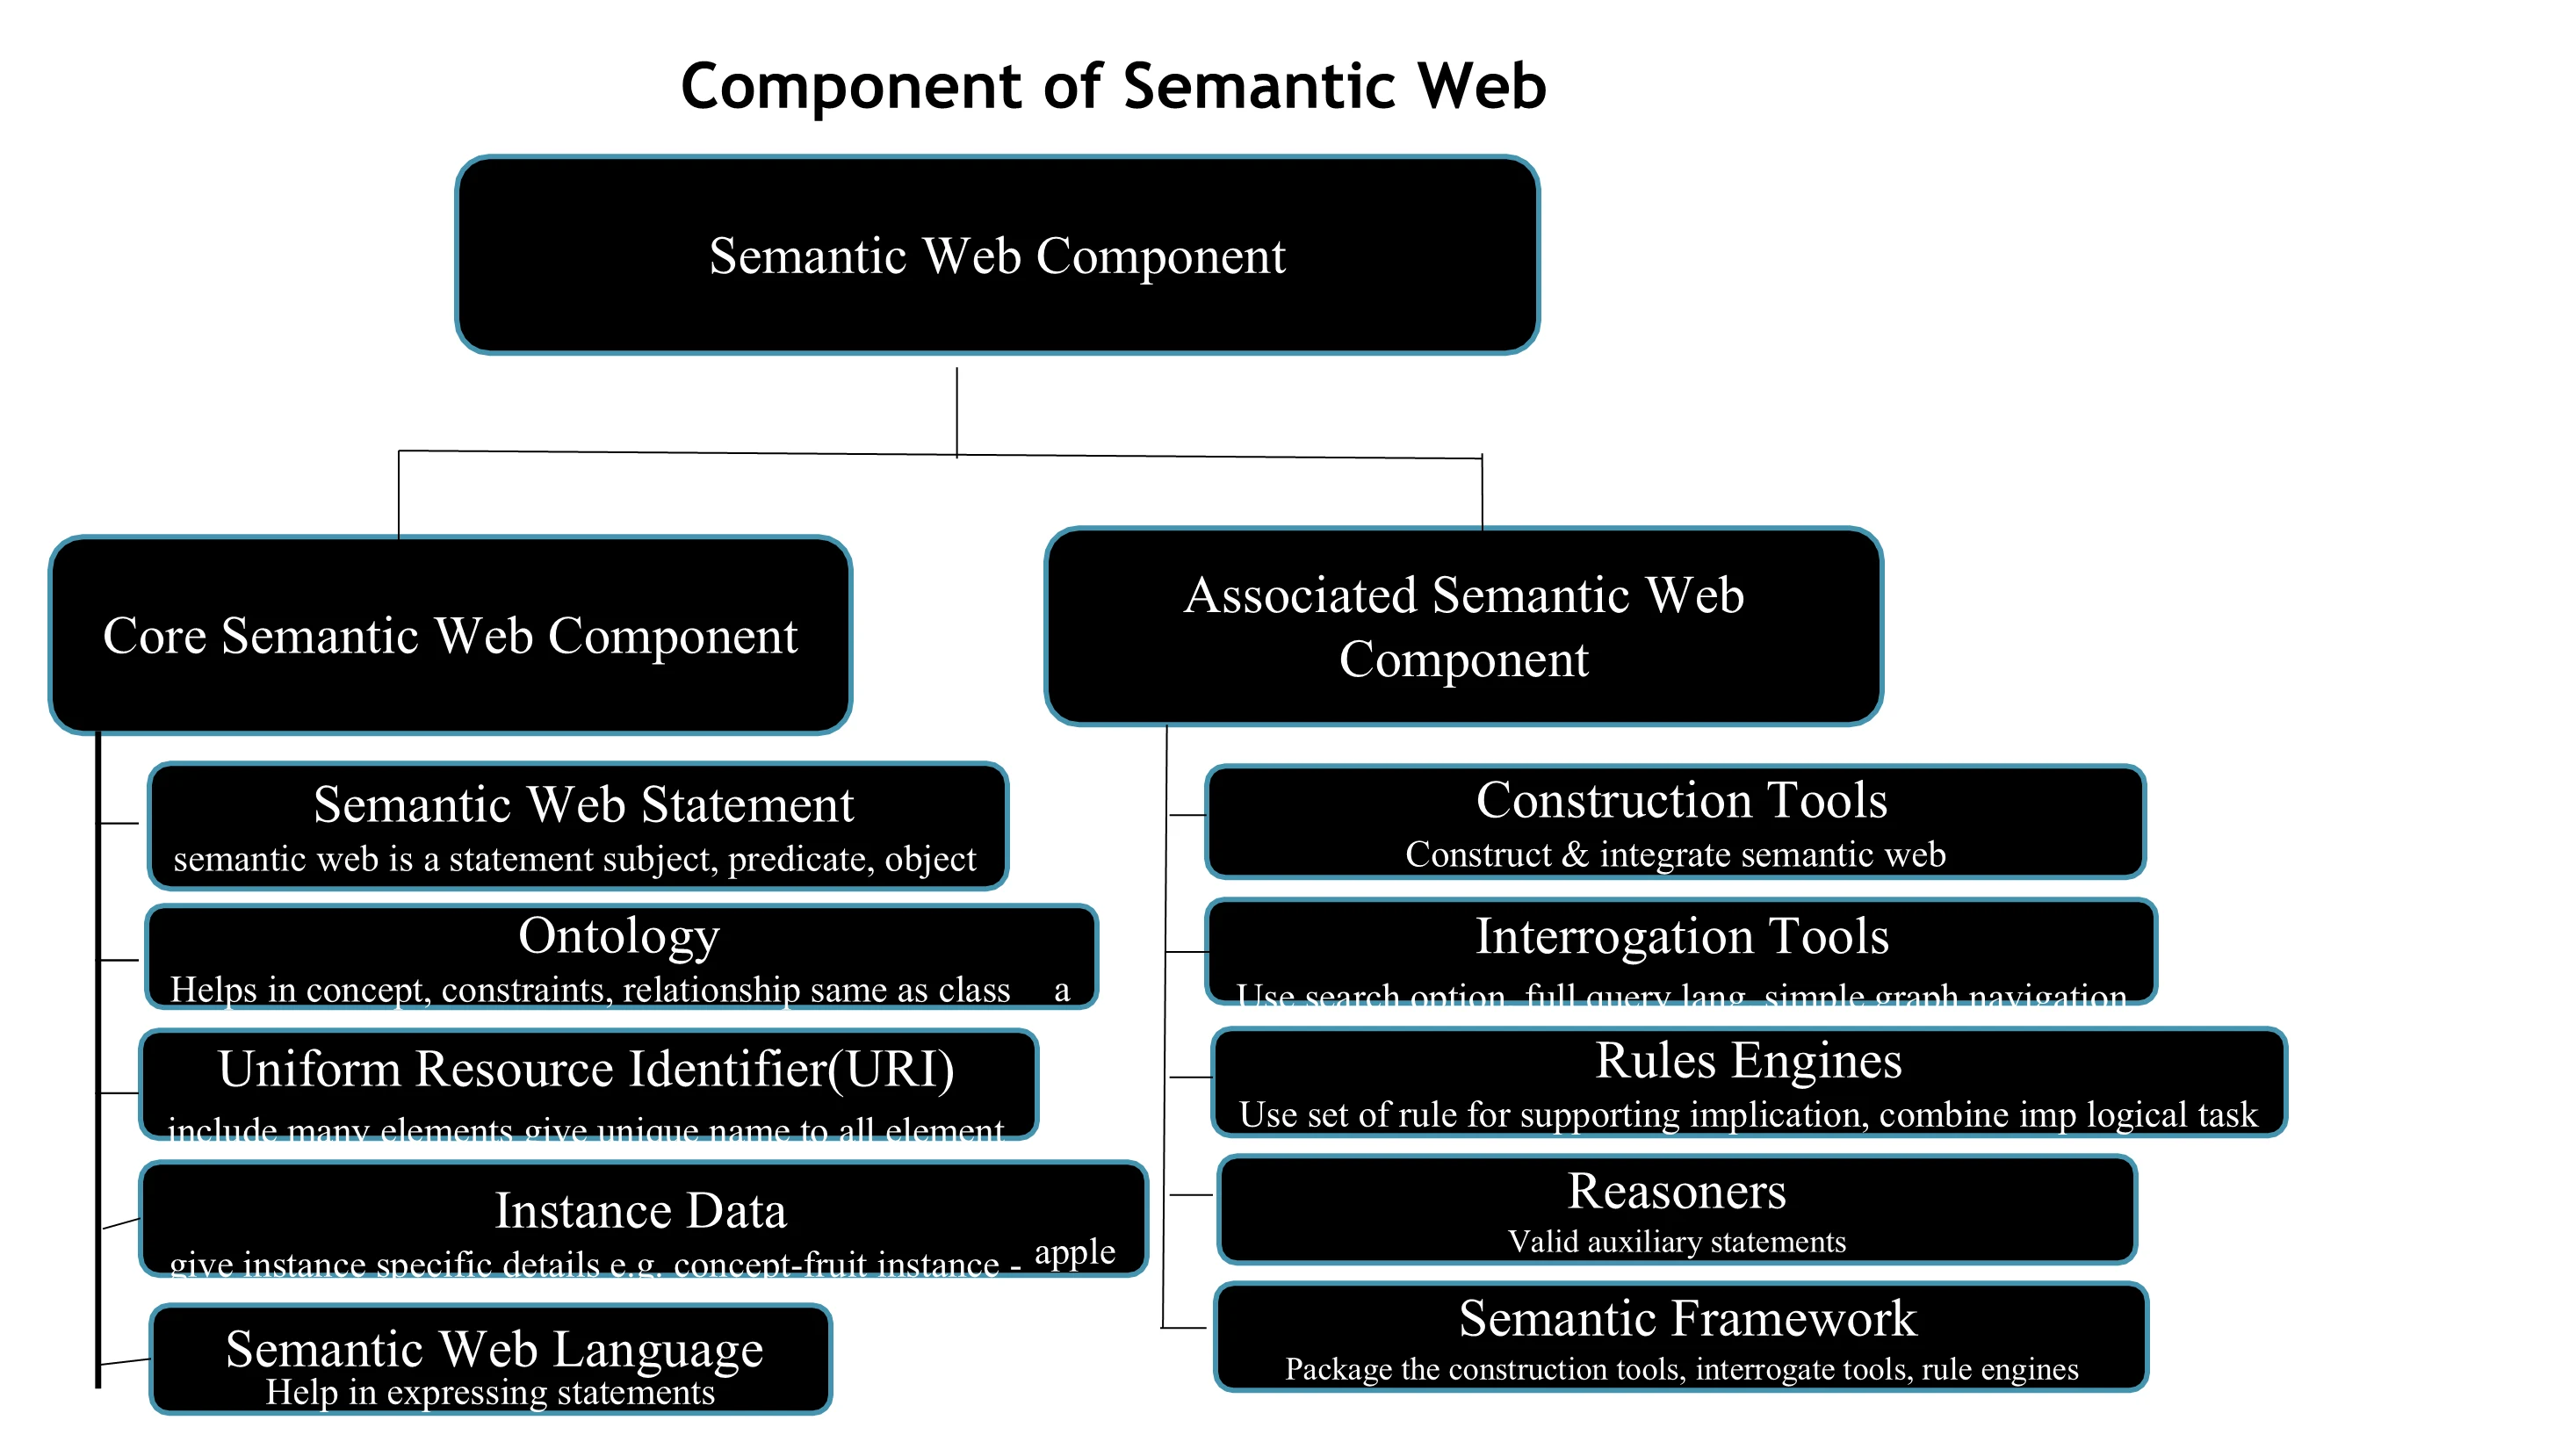 Component of Semantic Web
Semantic Web Component
Core Semantic Web Component
Semantic Web Statement
semantic web is a statement subject, predicate, object
Ontology
Helps in concept, constraints, relationship same as class a
Uniform Resource Identifier(URI)
include many elements give unique name to all element
Instance Data
give instance specific details e.g. concept-fruit instance - apple
Semantic Web Language
Help in expressing statements
Associated Semantic Web
Component
Construction Tools
Construct & integrate semantic web
Interrogation Tools
Use search option, full query lang, simple graph navigation
Rules Engines
Use set of rule for supporting implication, combine imp logical task
Reasoners
Valid auxiliary statements
Semantic Framework
Package the construction tools, interrogate tools, rule engines